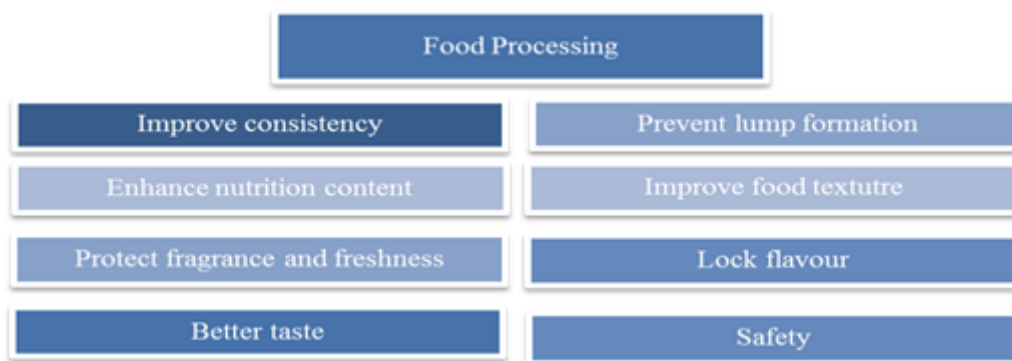 Food Processing
Improve consistency
Prevent lump formation
Enhance nutrition content
Improve food textutre
Protect fragrance and freshness
Lock flavour
Better taste
Safety